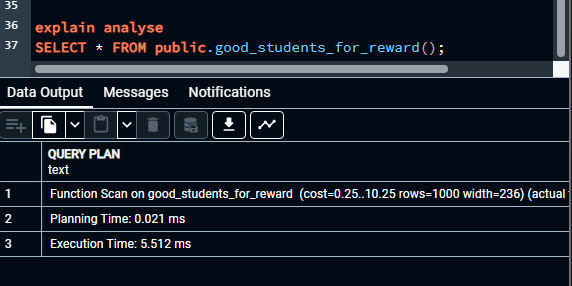 35
36 explain analyse
37 SELECT * FROM public.good_students_for_reward();
Data Output Messages Notifications
QUERY PLAN
text
1 Function Scan on good_students_for_reward (cost=0.25..10.25 rows=1000 width=236) (actual
2 Planning Time: 0.021 ms
3 Execution Time: 5.512 ms